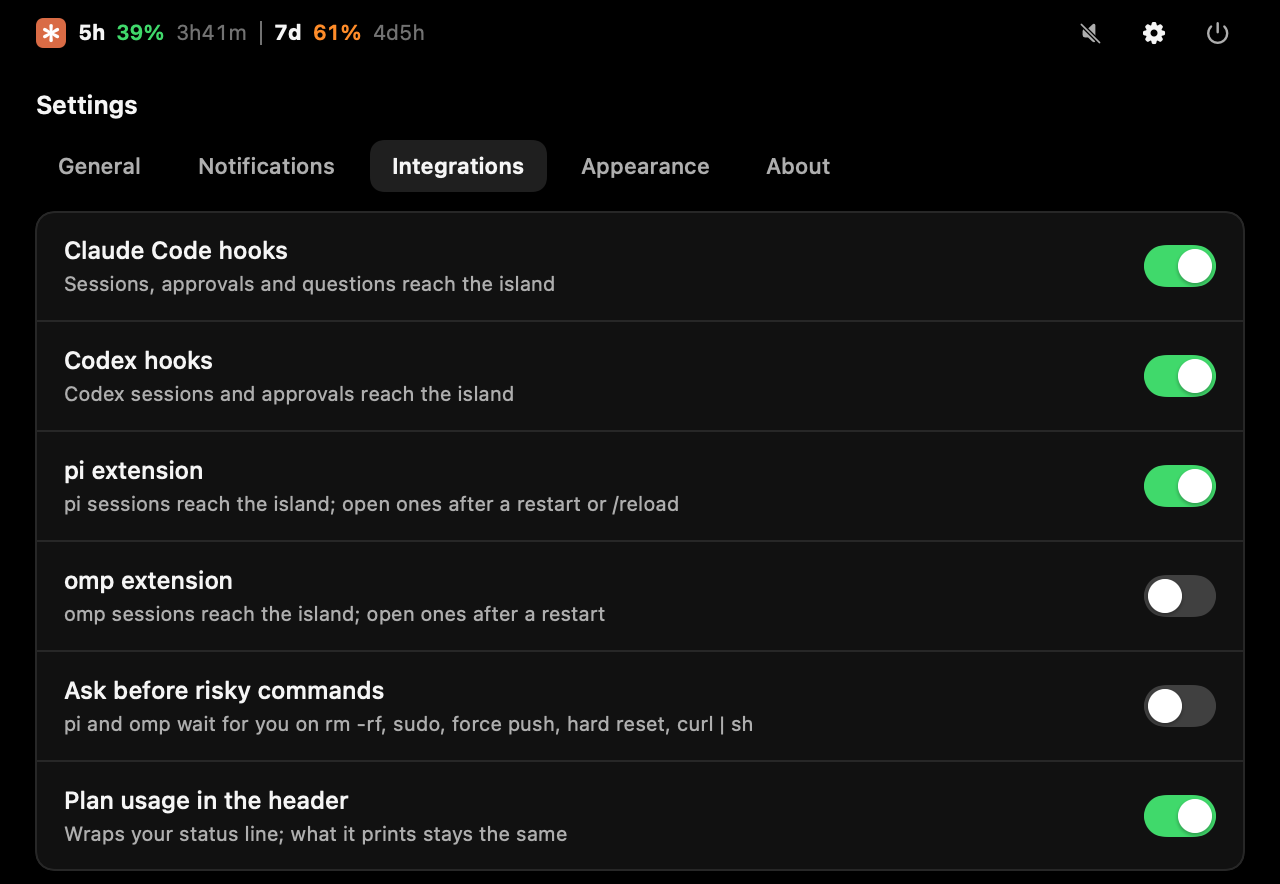 5h 39% 3h41m | 7d 61% 4d5h
Settings
General Notifications Integrations Appearance About
Claude Code hooks
Sessions, approvals and questions reach the island
Codex hooks
Codex sessions and approvals reach the island
pi extension
pi sessions reach the island; open ones after a restart or /reload
omp extension
omp sessions reach the island; open ones after a restart
Ask before risky commands
pi and omp wait for you on rm -rf, sudo, force push, hard reset, curl | sh
Plan usage in the header
Wraps your status line; what it prints stays the same